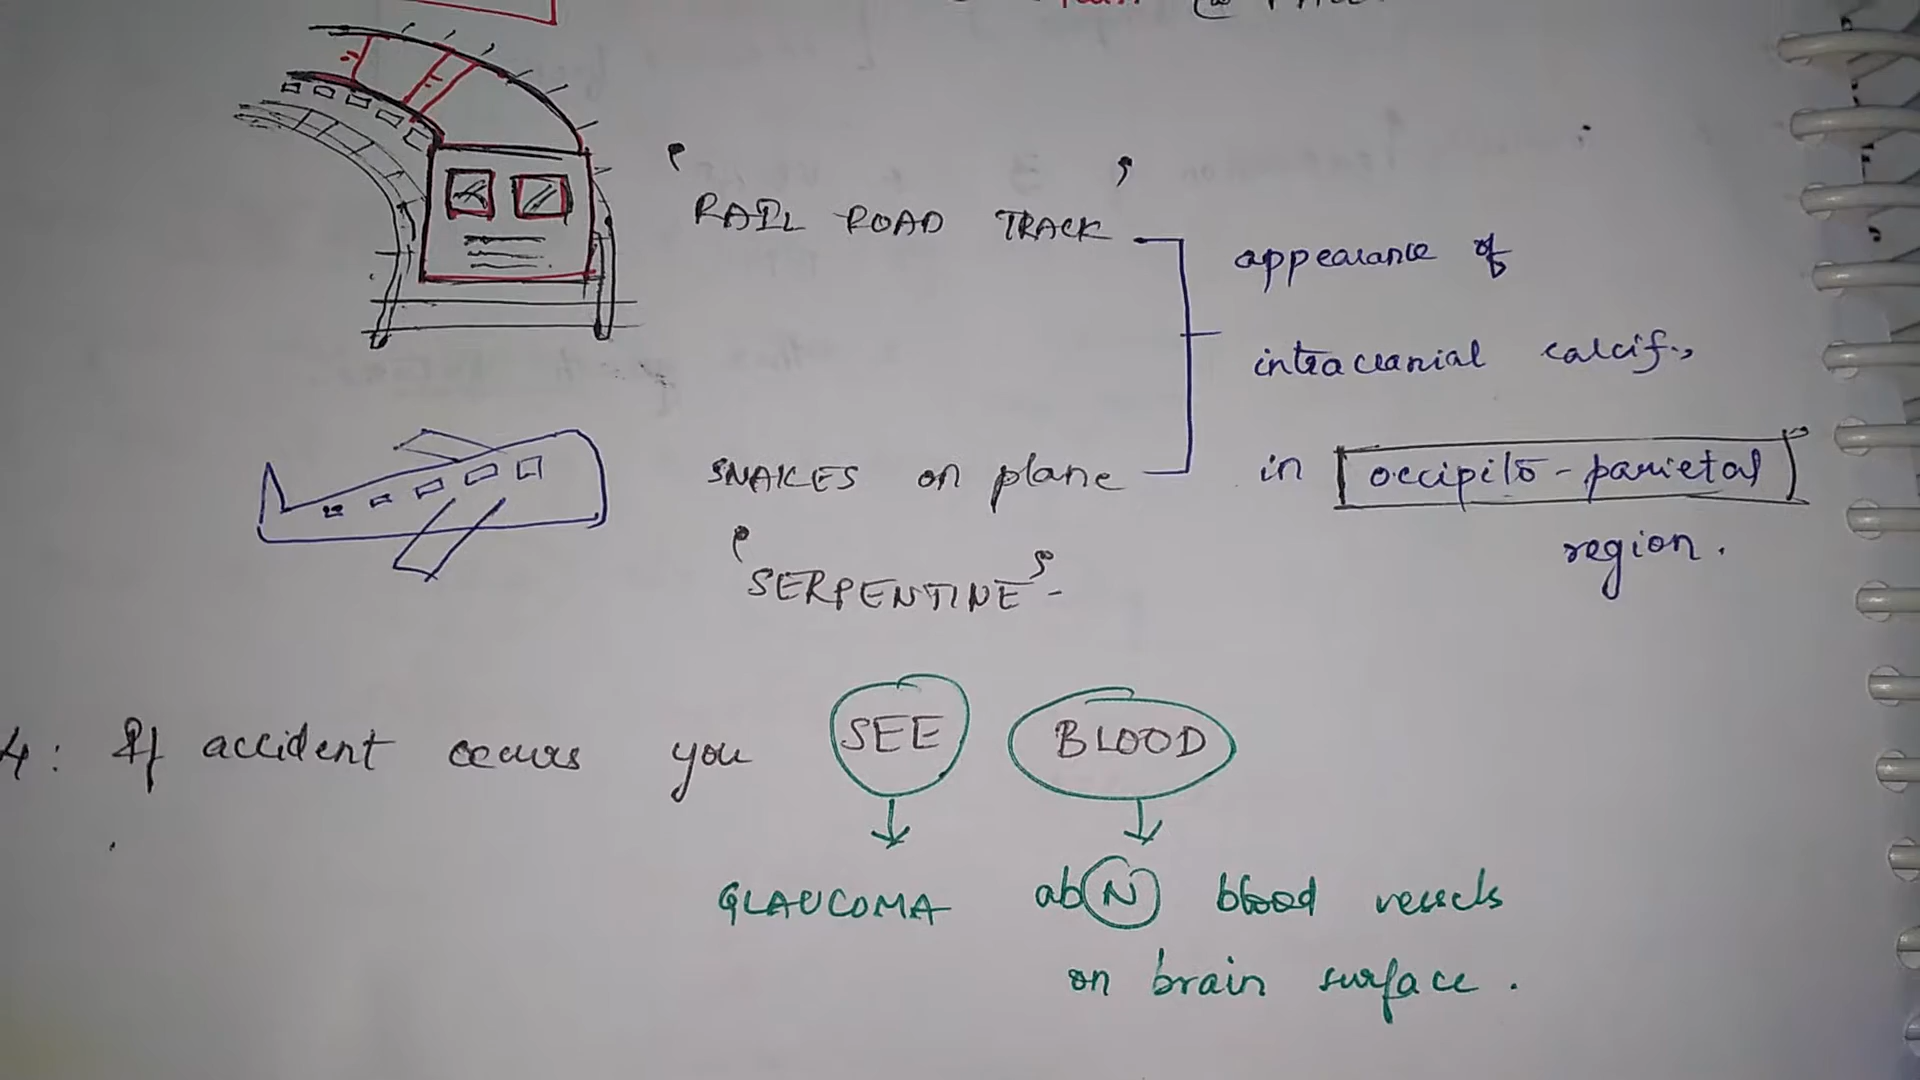 @
'RAIL ROAD TRACK'
appearance of
intracranial calcif.,
in occipito - parietal
region.
SNAKES on plane
'SERPENTINE' -
4: If accident occurs you SEE BLOOD
GLAUCOMA
ab N blood vessels
on brain surface.